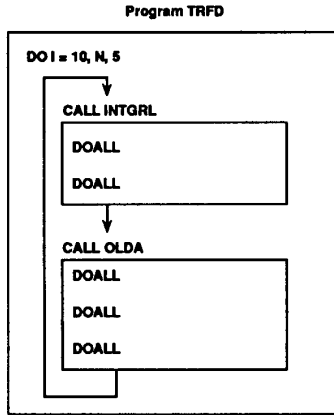 Program TRFD
DO I = 10, N, 5
CALL INTGRL
DOALL
DOALL
CALL OLDA
DOALL
DOALL
DOALL